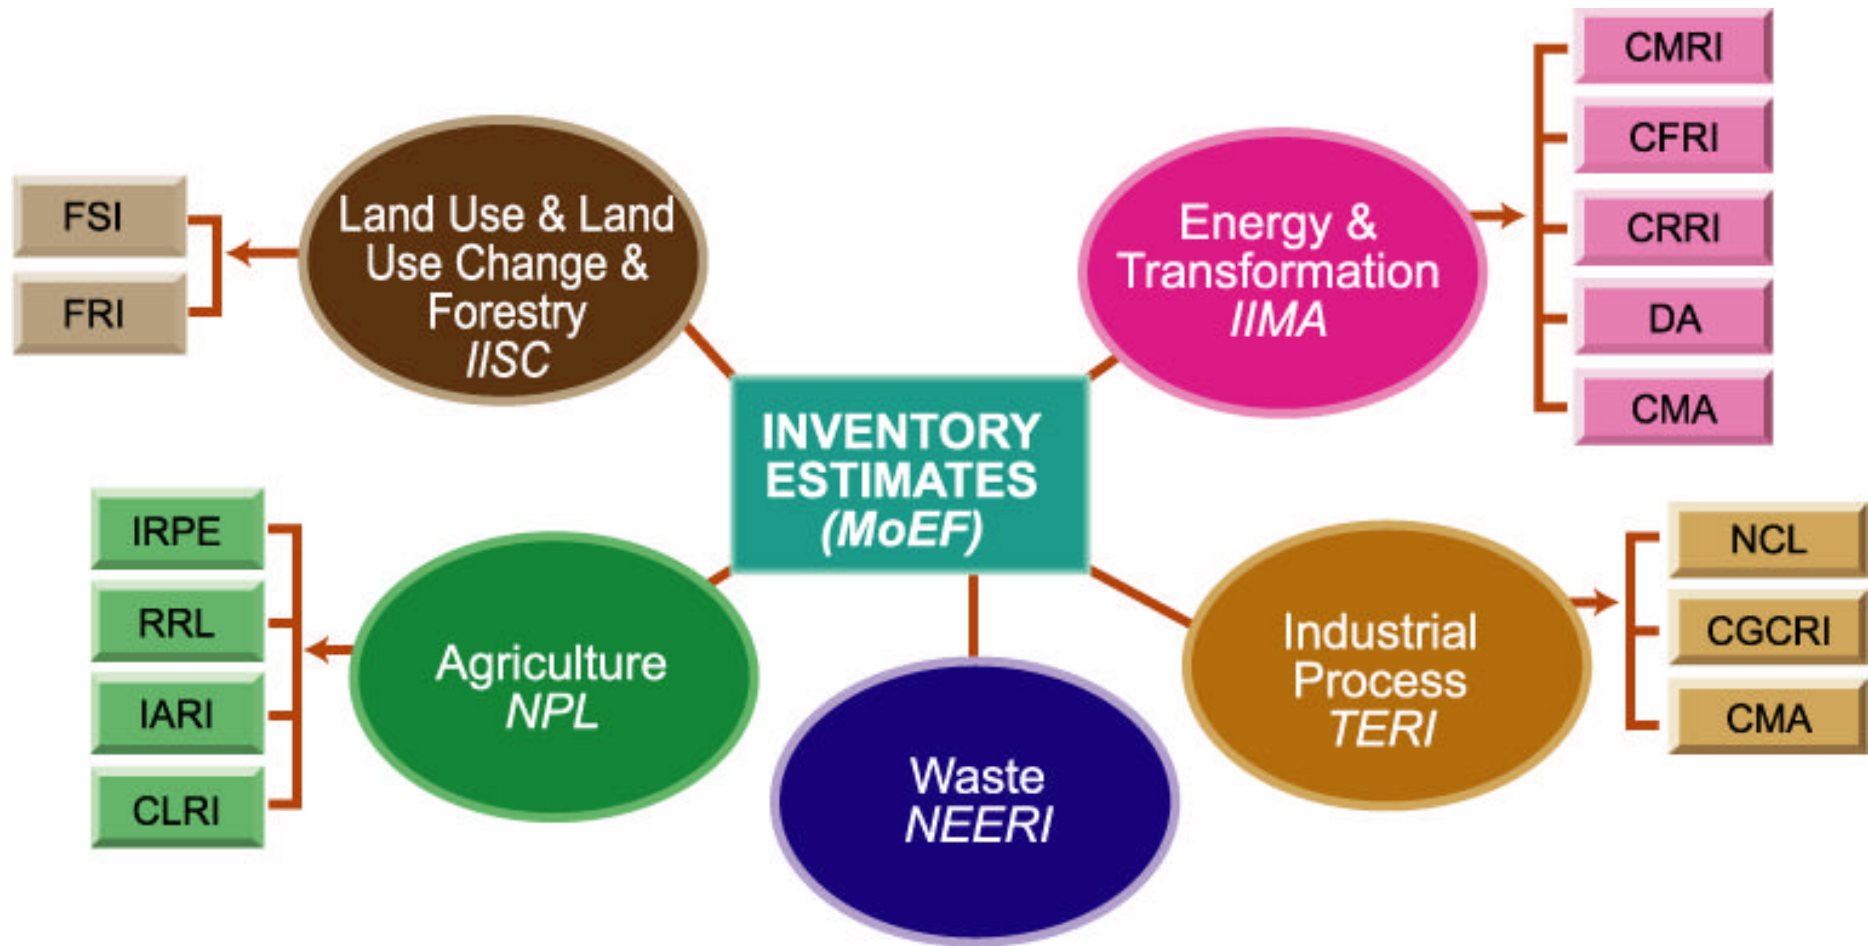 FSI
FRI
Land Use & Land
Use Change &
Forestry
IISC
Energy &
Transformation
IIMA
CMRI
CFRI
CRRI
DA
CMA
INVENTORY
ESTIMATES
(MoEF)
IRPE
RRL
IARI
CLRI
Agriculture
NPL
Waste
NEERI
Industrial
Process
TERI
NCL
CGCRI
CMA